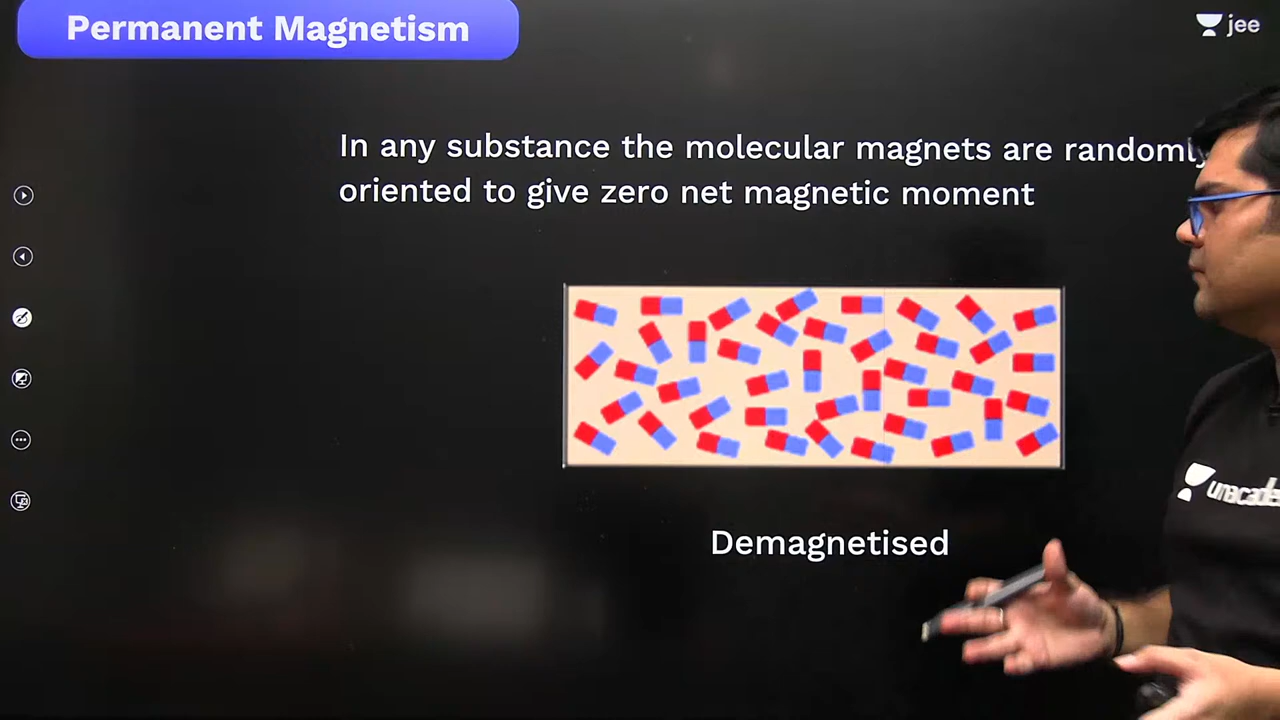 Permanent Magnetism
jee
In any substance the molecular magnets are randomly
oriented to give zero net magnetic moment
Demagnetised